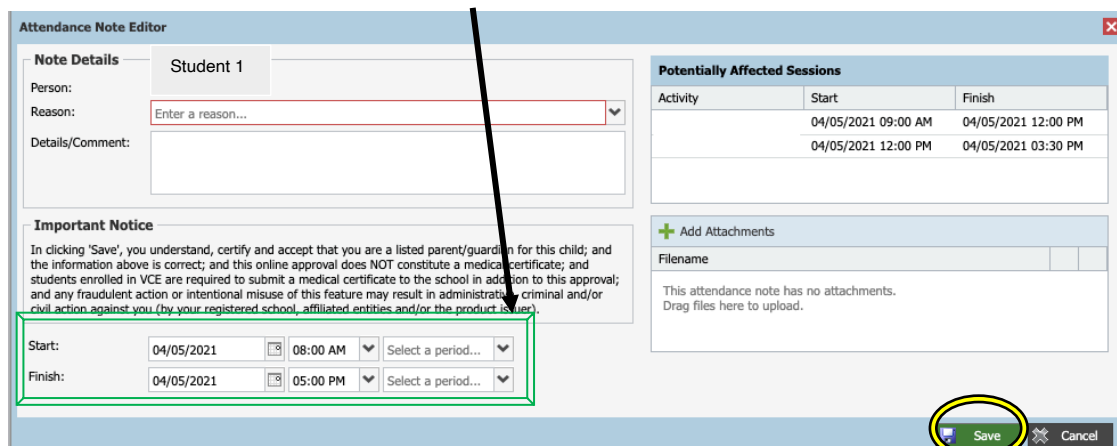 Attendance Note Editor
Note Details
Student 1
Person:
Reason:
Enter a reason...
Details/Comment:
Important Notice
In clicking 'Save', you understand, certify and accept that you are a listed parent/guardian for this child; and
the information above is correct; and this online approval does NOT constitute a medical certificate; and
students enrolled in VCE are required to submit a medical certificate to the school in addition to this approval;
and any fraudulent action or intentional misuse of this feature may result in administrative, criminal and/or
civil action against you (by your registered school, affiliated entities and/or the product issuer).
Start:
04/05/2021
08:00 AM
Select a period...
Finish:
04/05/2021
05:00 PM
Select a period...
Potentially Affected Sessions
Activity Start Finish
04/05/2021 09:00 AM 04/05/2021 12:00 PM
04/05/2021 12:00 PM 04/05/2021 03:30 PM
Add Attachments
Filename
This attendance note has no attachments.
Drag files here to upload.
Save
Cancel